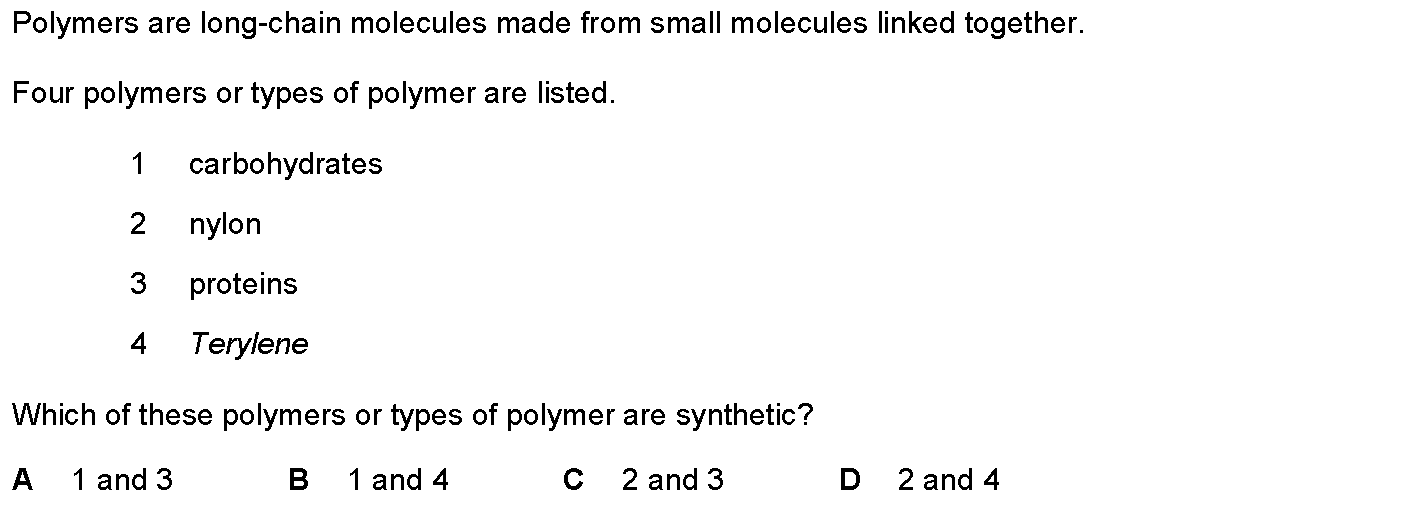 Polymers are long-chain molecules made from small molecules linked together.
Four polymers or types of polymer are listed.
1 carbohydrates
2 nylon
3 proteins
4 Terylene
Which of these polymers or types of polymer are synthetic?
A 1 and 3 B 1 and 4 C 2 and 3 D 2 and 4